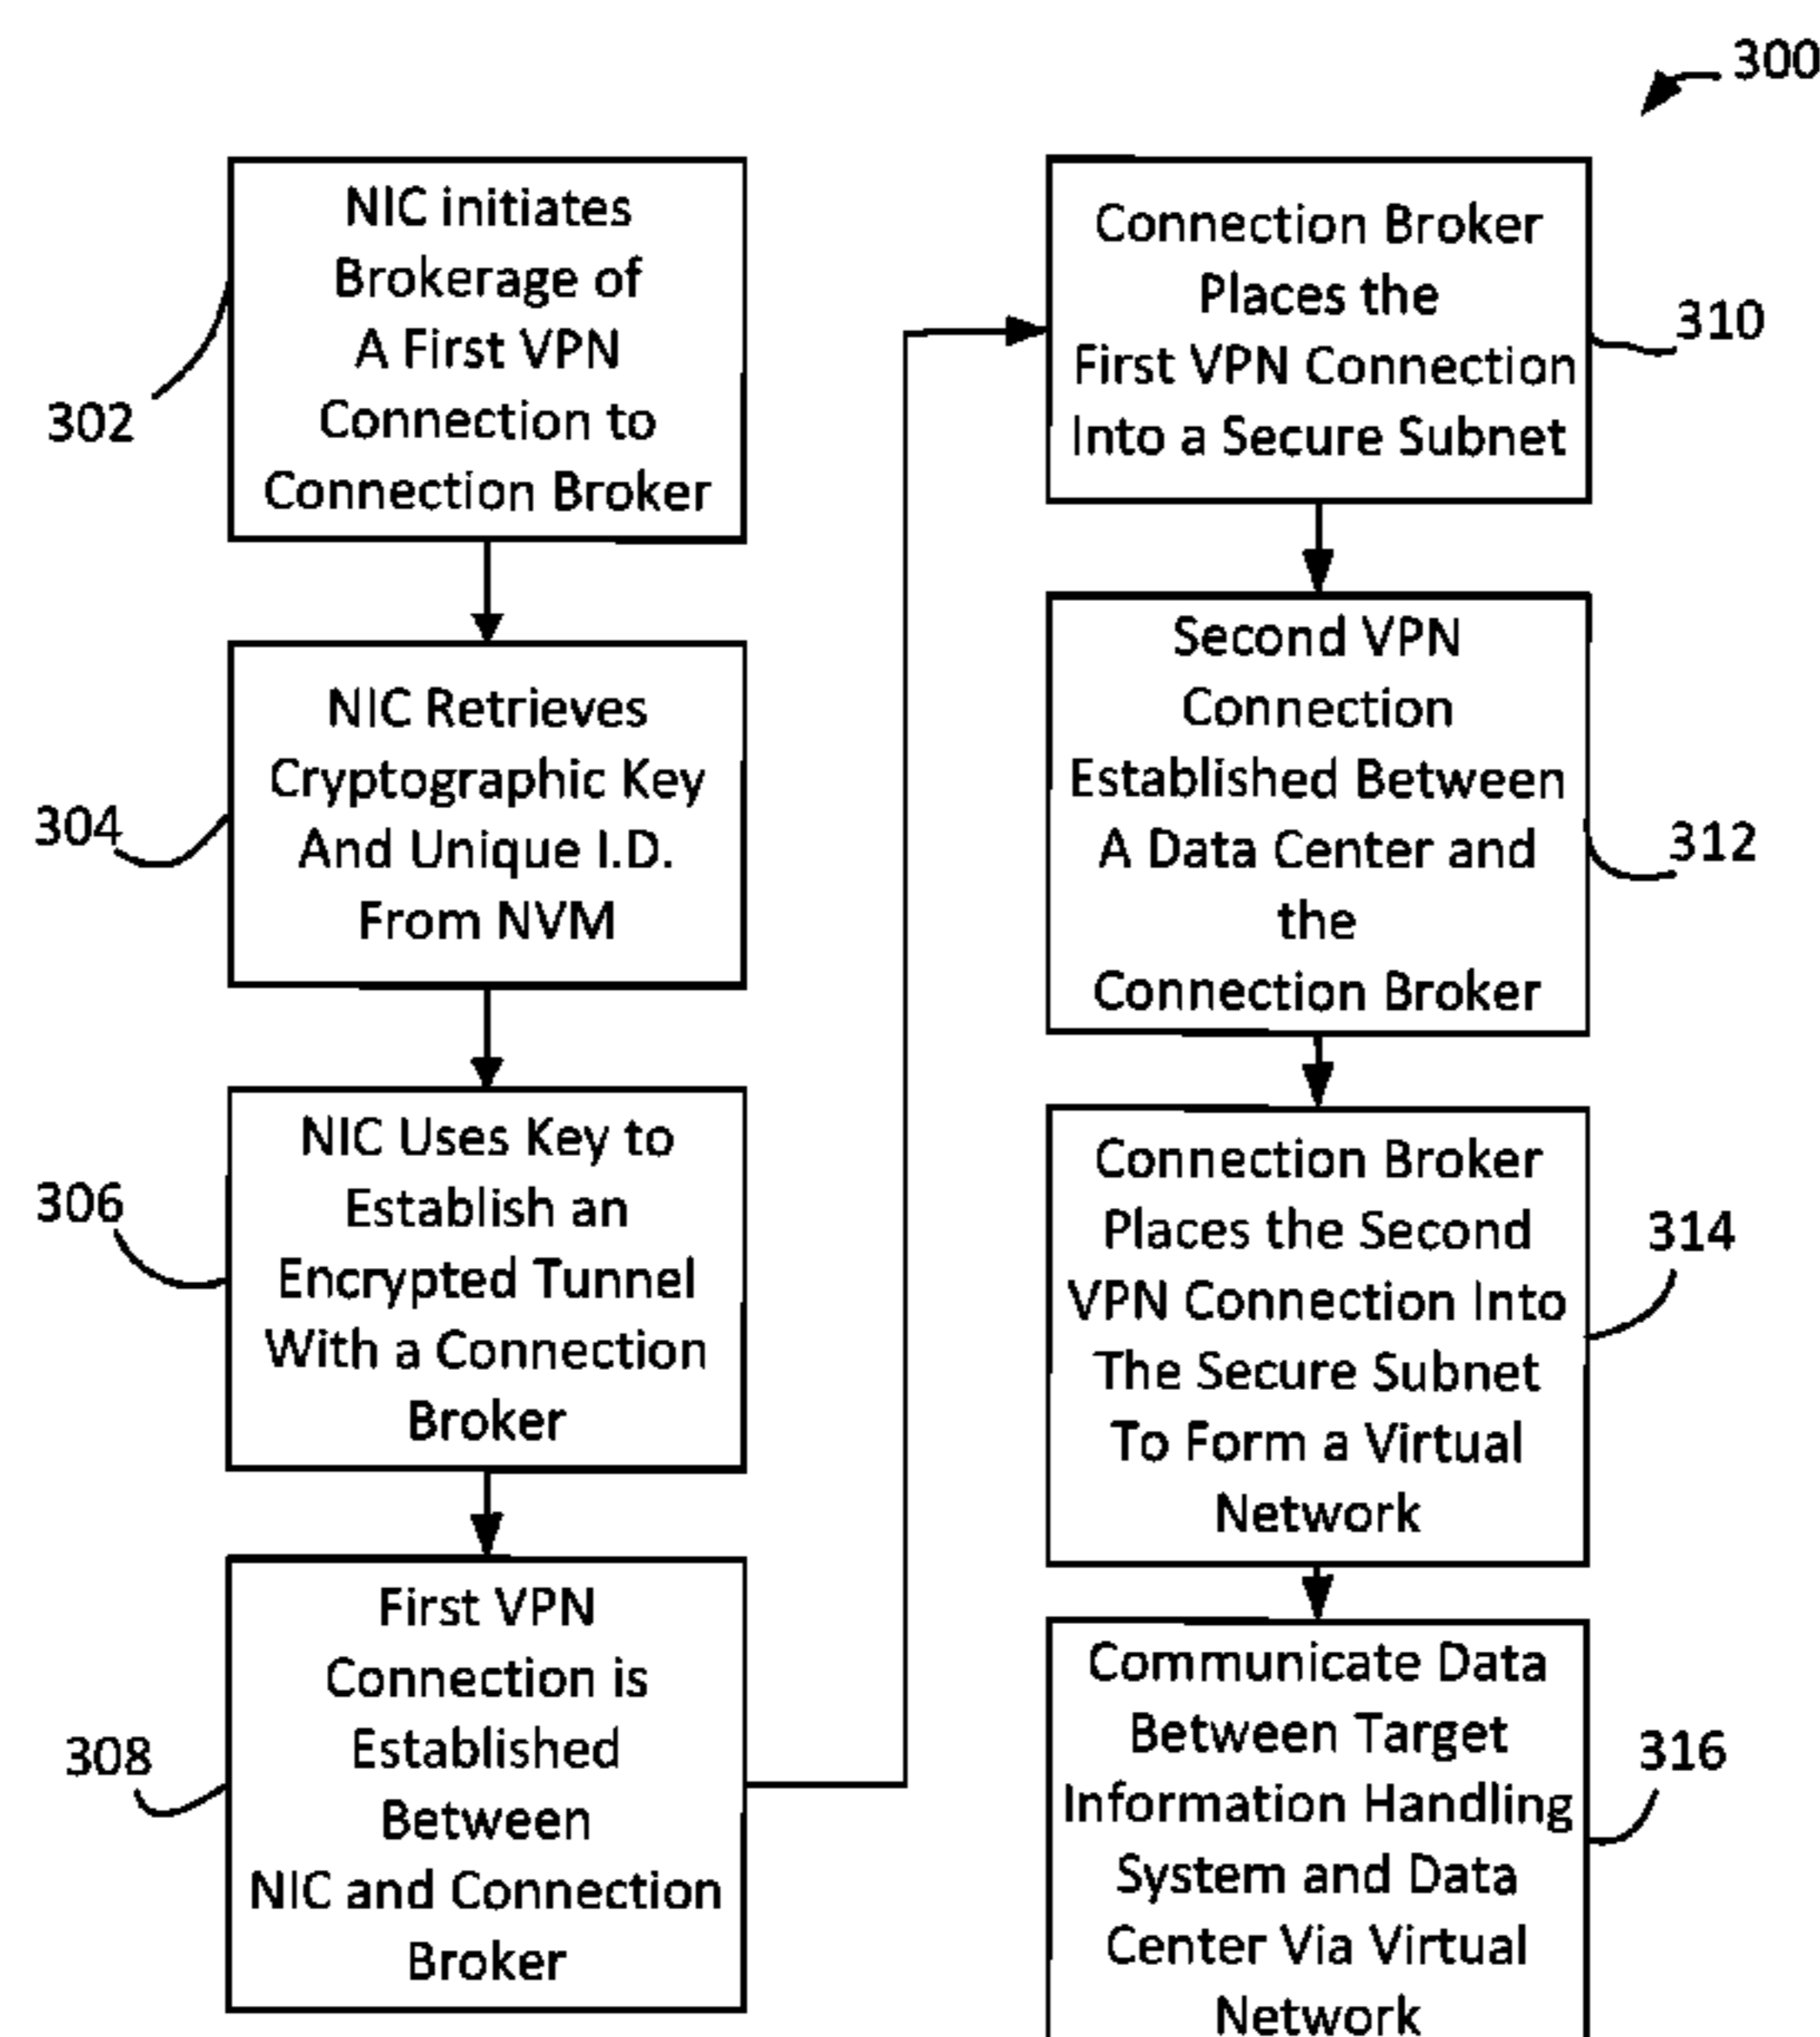 300
NIC initiates
Brokerage of
A First VPN
Connection to
Connection Broker
302
NIC Retrieves
Cryptographic Key
And Unique I.D.
From NVM
304
NIC Uses Key to
Establish an
Encrypted Tunnel
With a Connection
Broker
306
First VPN
Connection is
Established
Between
NIC and Connection
Broker
308
Connection Broker
Places the
First VPN Connection
Into a Secure Subnet
310
Second VPN
Connection
Established Between
A Data Center and
the
Connection Broker
312
Connection Broker
Places the Second
VPN Connection Into
The Secure Subnet
To Form a Virtual
Network
314
Communicate Data
Between Target
Information Handling
System and Data
Center Via Virtual
Network
316